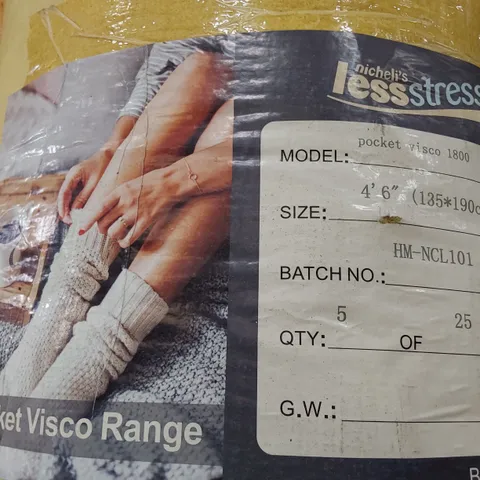 nicheli's
lessstress
MODEL: pocket visco 1800
SIZE: 4' 6" (135*190c
BATCH NO.: HM-NCL101
QTY: 5 OF 25
G.W.:
ket Visco Range
B